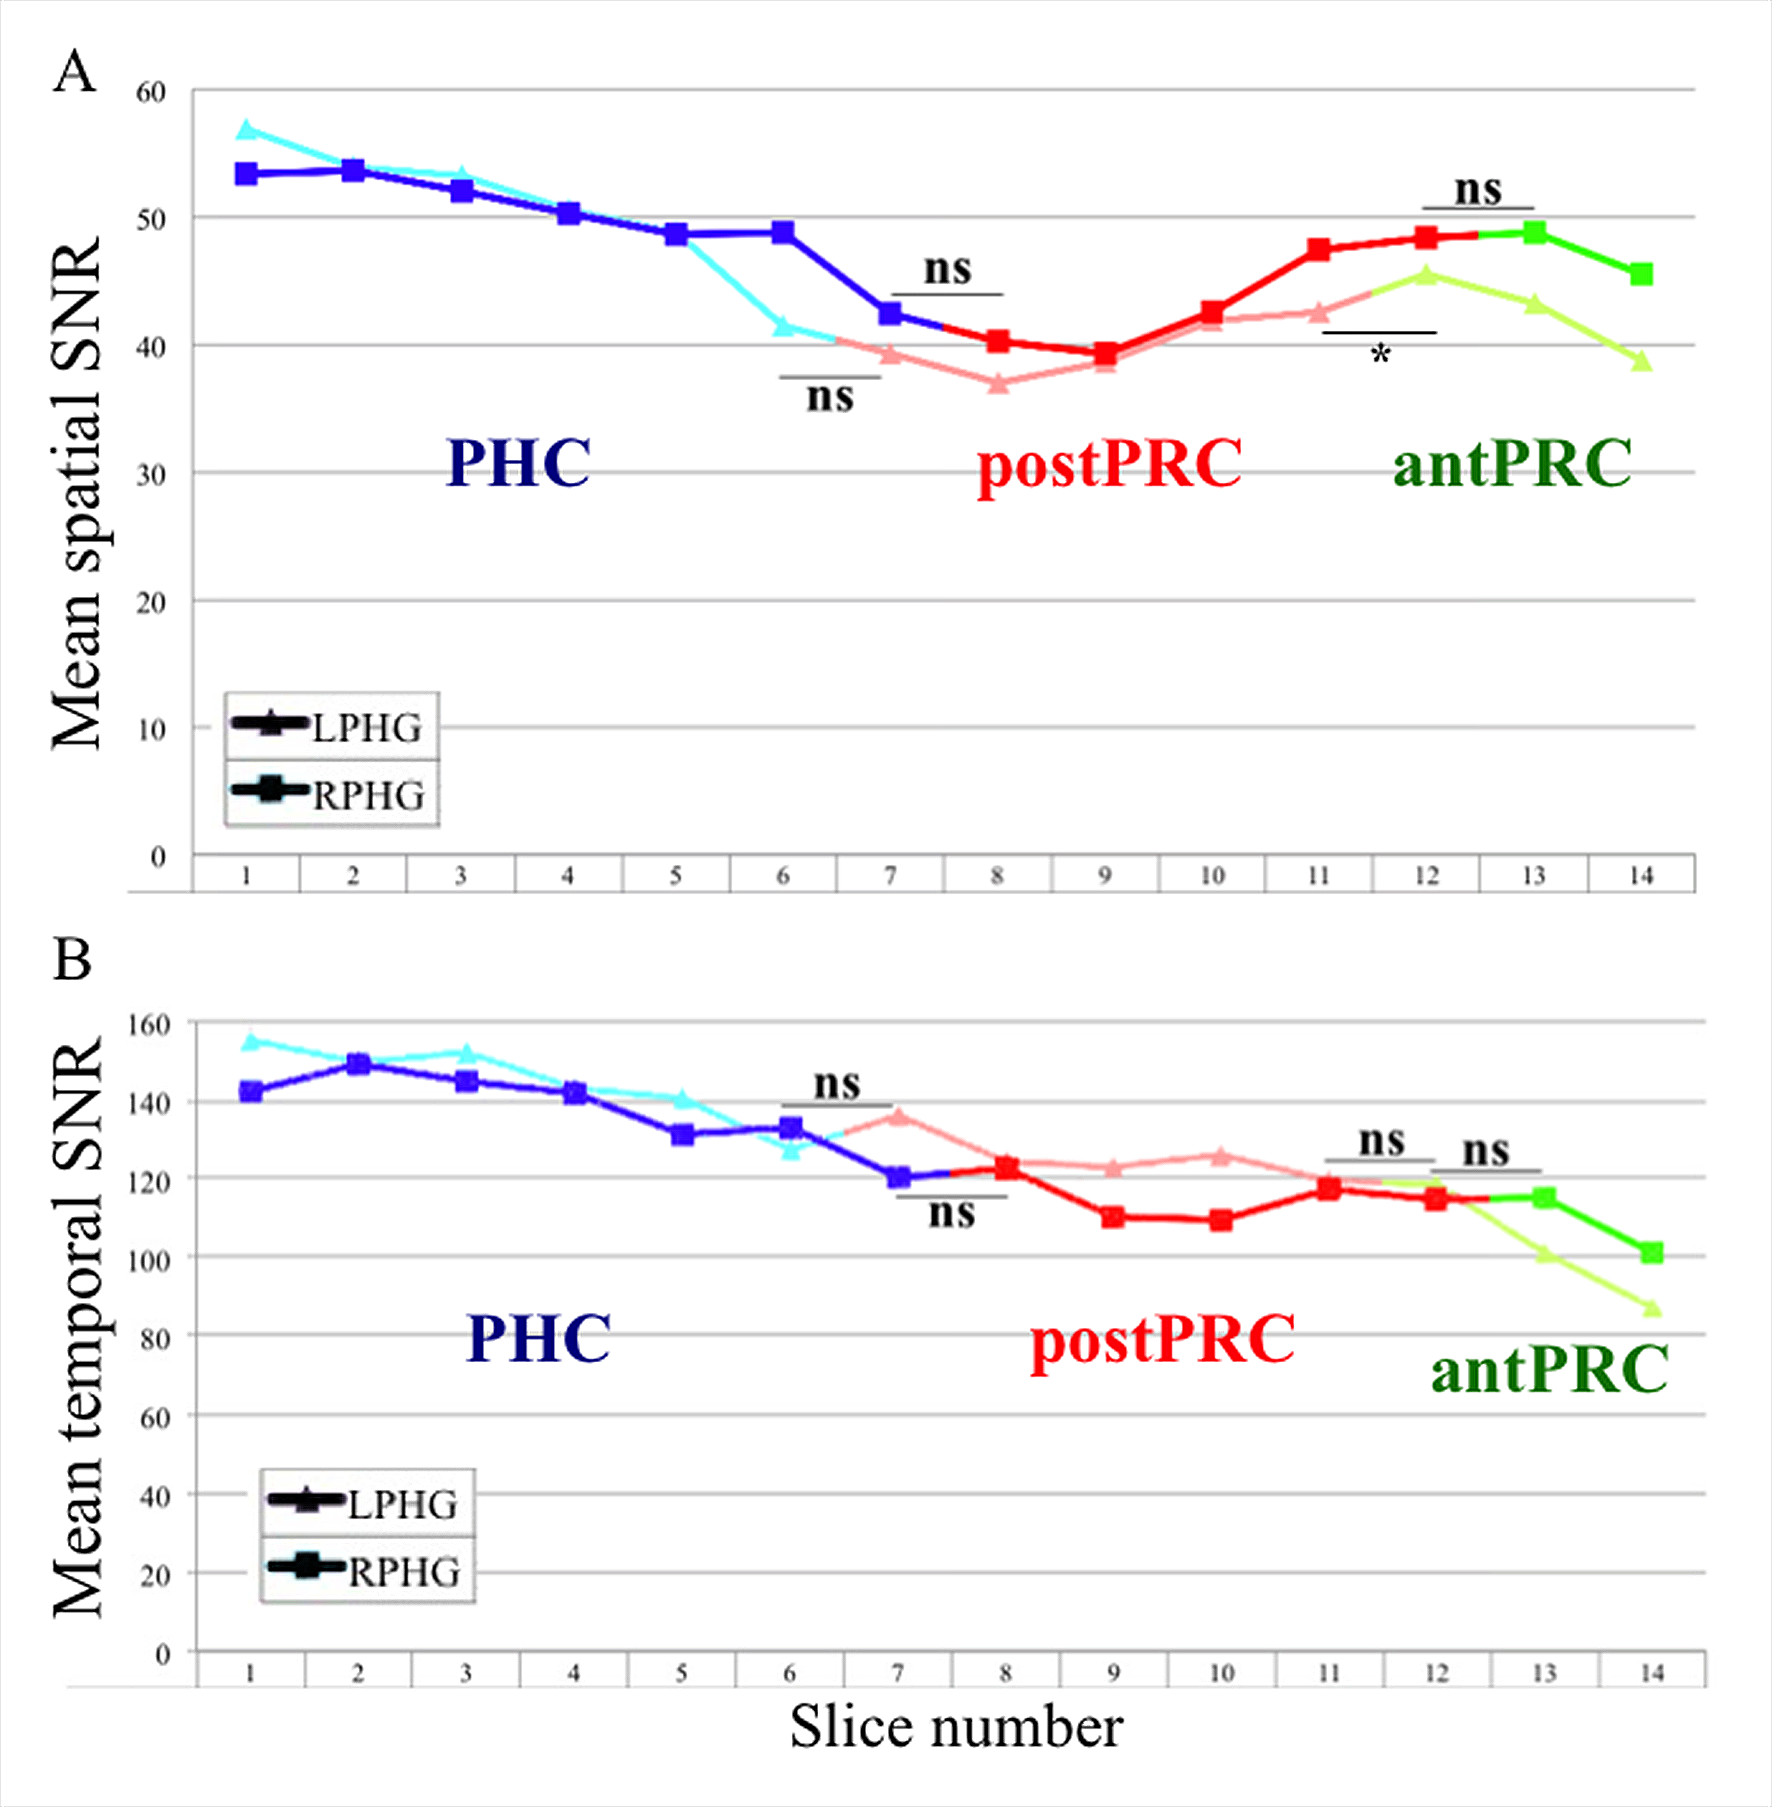 A
Mean spatial SNR
60
50
40
30
20
10
0
ns
ns
ns
*
PHC
postPRC
antPRC
LPHG
RPHG
1 2 3 4 5 6 7 8 9 10 11 12 13 14
B
Mean temporal SNR
160
140
120
100
80
60
40
20
0
ns
ns
ns
ns
PHC
postPRC
antPRC
LPHG
RPHG
1 2 3 4 5 6 7 8 9 10 11 12 13 14
Slice number